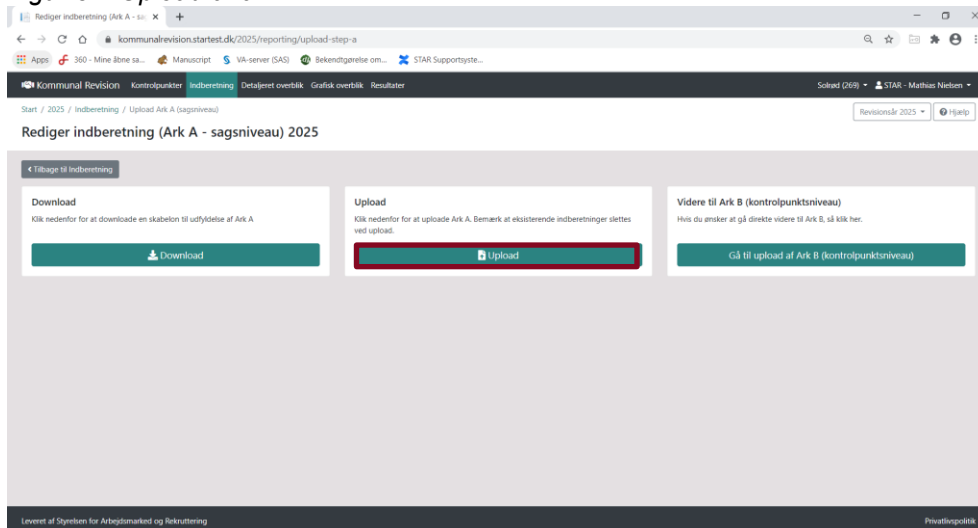 Rediger indberetning (Ark A - sa
kommunalrevision.startest.dk/2025/reporting/upload-step-a
Apps 360 - Mine åbne sa... Manuscript VA-server (SAS) Bekendtgørelse om... STAR Supportsyste...
Kommunal Revision Kontrolpunkter Indberetning Detaljeret overblik Grafisk overblik Resultater Solrød (269) STAR - Mathias Nielsen
Start / 2025 / Indberetning / Upload Ark A (sagsniveau) Revisionsår 2025 Hjælp
Rediger indberetning (Ark A - sagsniveau) 2025
Tilbage til Indberetning
Download
Klik nedenfor for at downloade en skabelon til udfyldelse af Ark A
Download
Upload
Klik nedenfor for at uploade Ark A. Bemærk at eksisterende indberetninger slettes
ved upload.
Upload
Videre til Ark B (kontrolpunktsniveau)
Hvis du ønsker at gå direkte videre til Ark B, så klik her.
Gå til upload af Ark B (kontrolpunktsniveau)
Leveret af Styrelsen for Arbejdsmarked og Rekruttering Privatlivspolitik